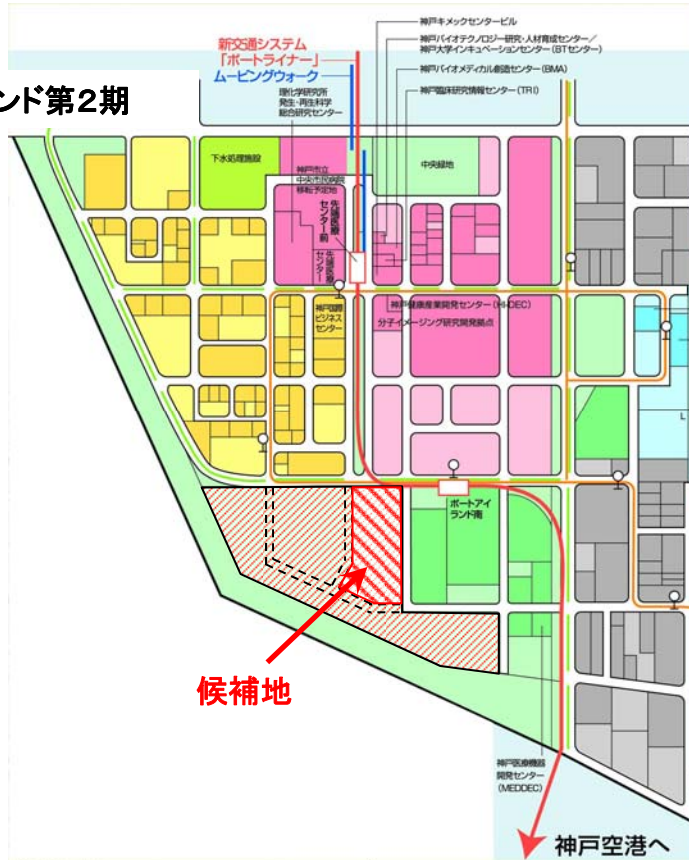 神戸キメックセンタービル
神戸バイオテクノロジー研究・人材育成センター／
神戸大学インキュベーションセンター(BTセンター)
新交通システム
「ポートライナー」
ムービングウォーク
神戸バイオメディカル創造センター(BMA)
神戸臨床研究情報センター(TRI)
ンド第2期
理化学研究所
発生・再生科学
総合研究センター
下水処理施設
中央緑地
神戸市立
中央市民病院
移転予定地
先端医療
センター前
先端医療
センター
神戸国際
ビジネス
センター
神戸健康産業開発センター(HI-DEC)
分子イメージング研究開発拠点
L
ポートアイ
ランド南
候補地
神戸医療機器
開発センター
(MEDDEC)
神戸空港へ